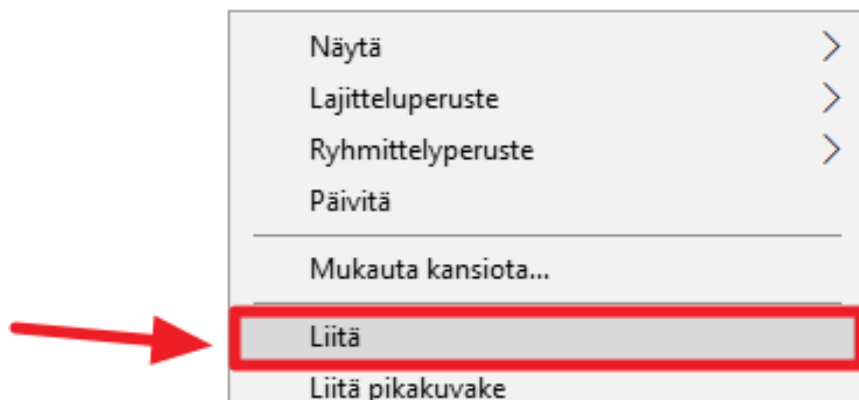 Näytä
Lajitteluperuste
Ryhmittelyperuste
Päivitä
Mukauta kansiota...
Liitä
Liitä pikakuvake